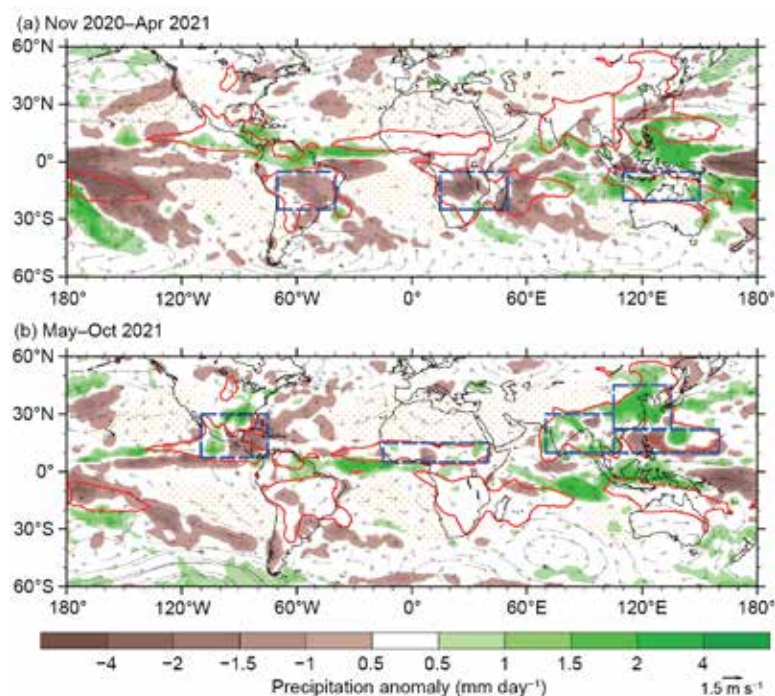 (a) Nov 2020–Apr 2021
60°N
30°N
0°
30°S
60°S
180° 120°W 60°W 0° 60°E 120°E 180°
(b) May–Oct 2021
60°N
30°N
0°
30°S
60°S
180° 120°W 60°W 0° 60°E 120°E 180°
−4 −2 −1.5 −1 0.5 0.5 1 1.5 2 4
Precipitation anomaly (mm day⁻¹) 1.5 m s⁻¹